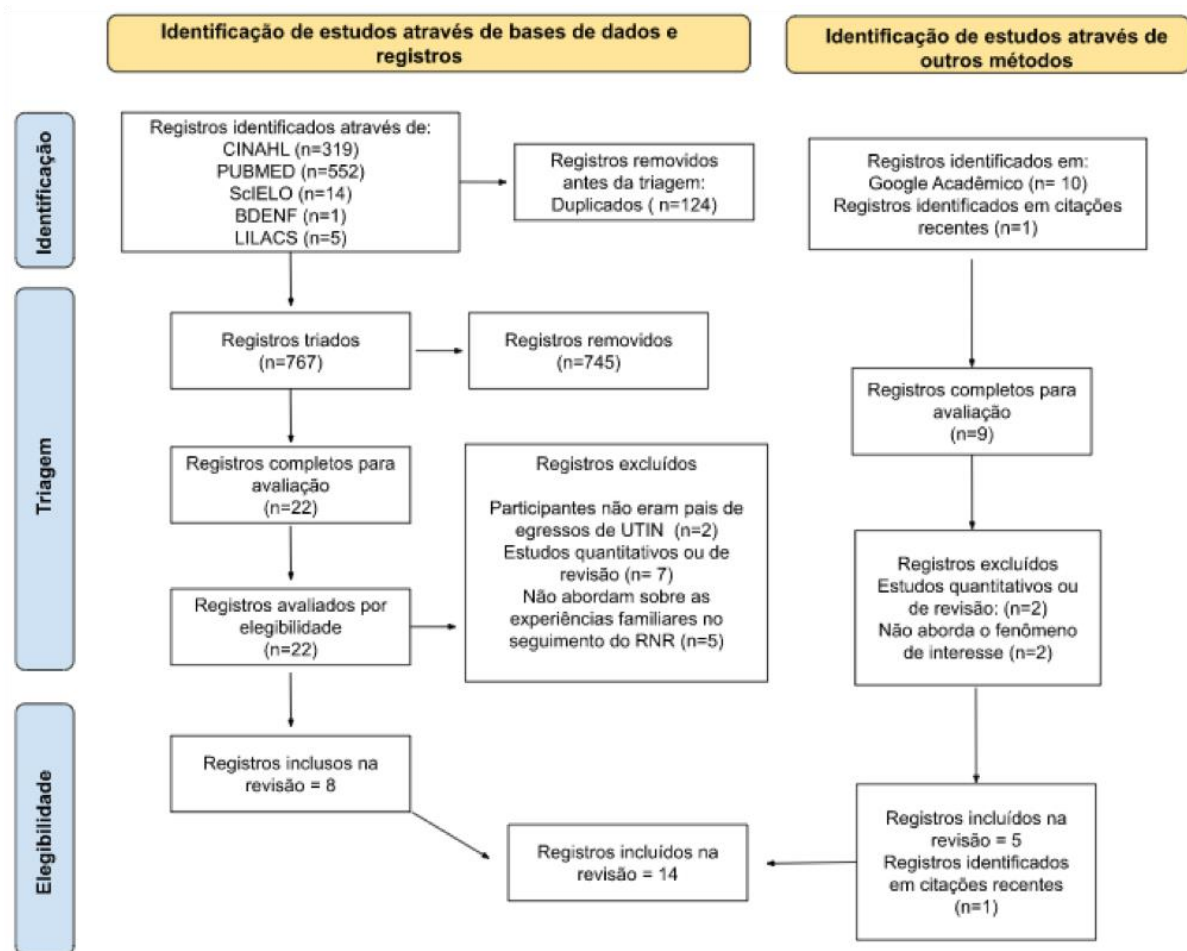 Identificação de estudos através de bases de dados e
registros
Identificação de estudos através de
outros métodos
Identificação
Registros identificados através de:
CINAHL (n=319)
PUBMED (n=552)
ScIELO (n=14)
BDENF (n=1)
LILACS (n=5)
Registros removidos
antes da triagem:
Duplicados ( n=124)
Registros identificados em:
Google Acadêmico (n= 10)
Registros identificados em citações
recentes (n=1)
Triagem
Registros triados
(n=767)
Registros removidos
(n=745)
Registros completos para
avaliação
(n=22)
Registros excluídos
Participantes não eram pais de
egressos de UTIN (n=2)
Estudos quantitativos ou de
revisão (n= 7)
Não abordam sobre as
experiências familiares no
seguimento do RNR (n=5)
Registros completos para
avaliação
(n=9)
Registros avaliados por
elegibilidade
(n=22)
Registros excluídos
Estudos quantitativos ou
de revisão: (n=2)
Não aborda o fenômeno
de interesse (n=2)
Elegibilidade
Registros inclusos na
revisão = 8
Registros incluídos na
revisão = 14
Registros incluídos na
revisão = 5
Registros identificados
em citações recentes
(n=1)